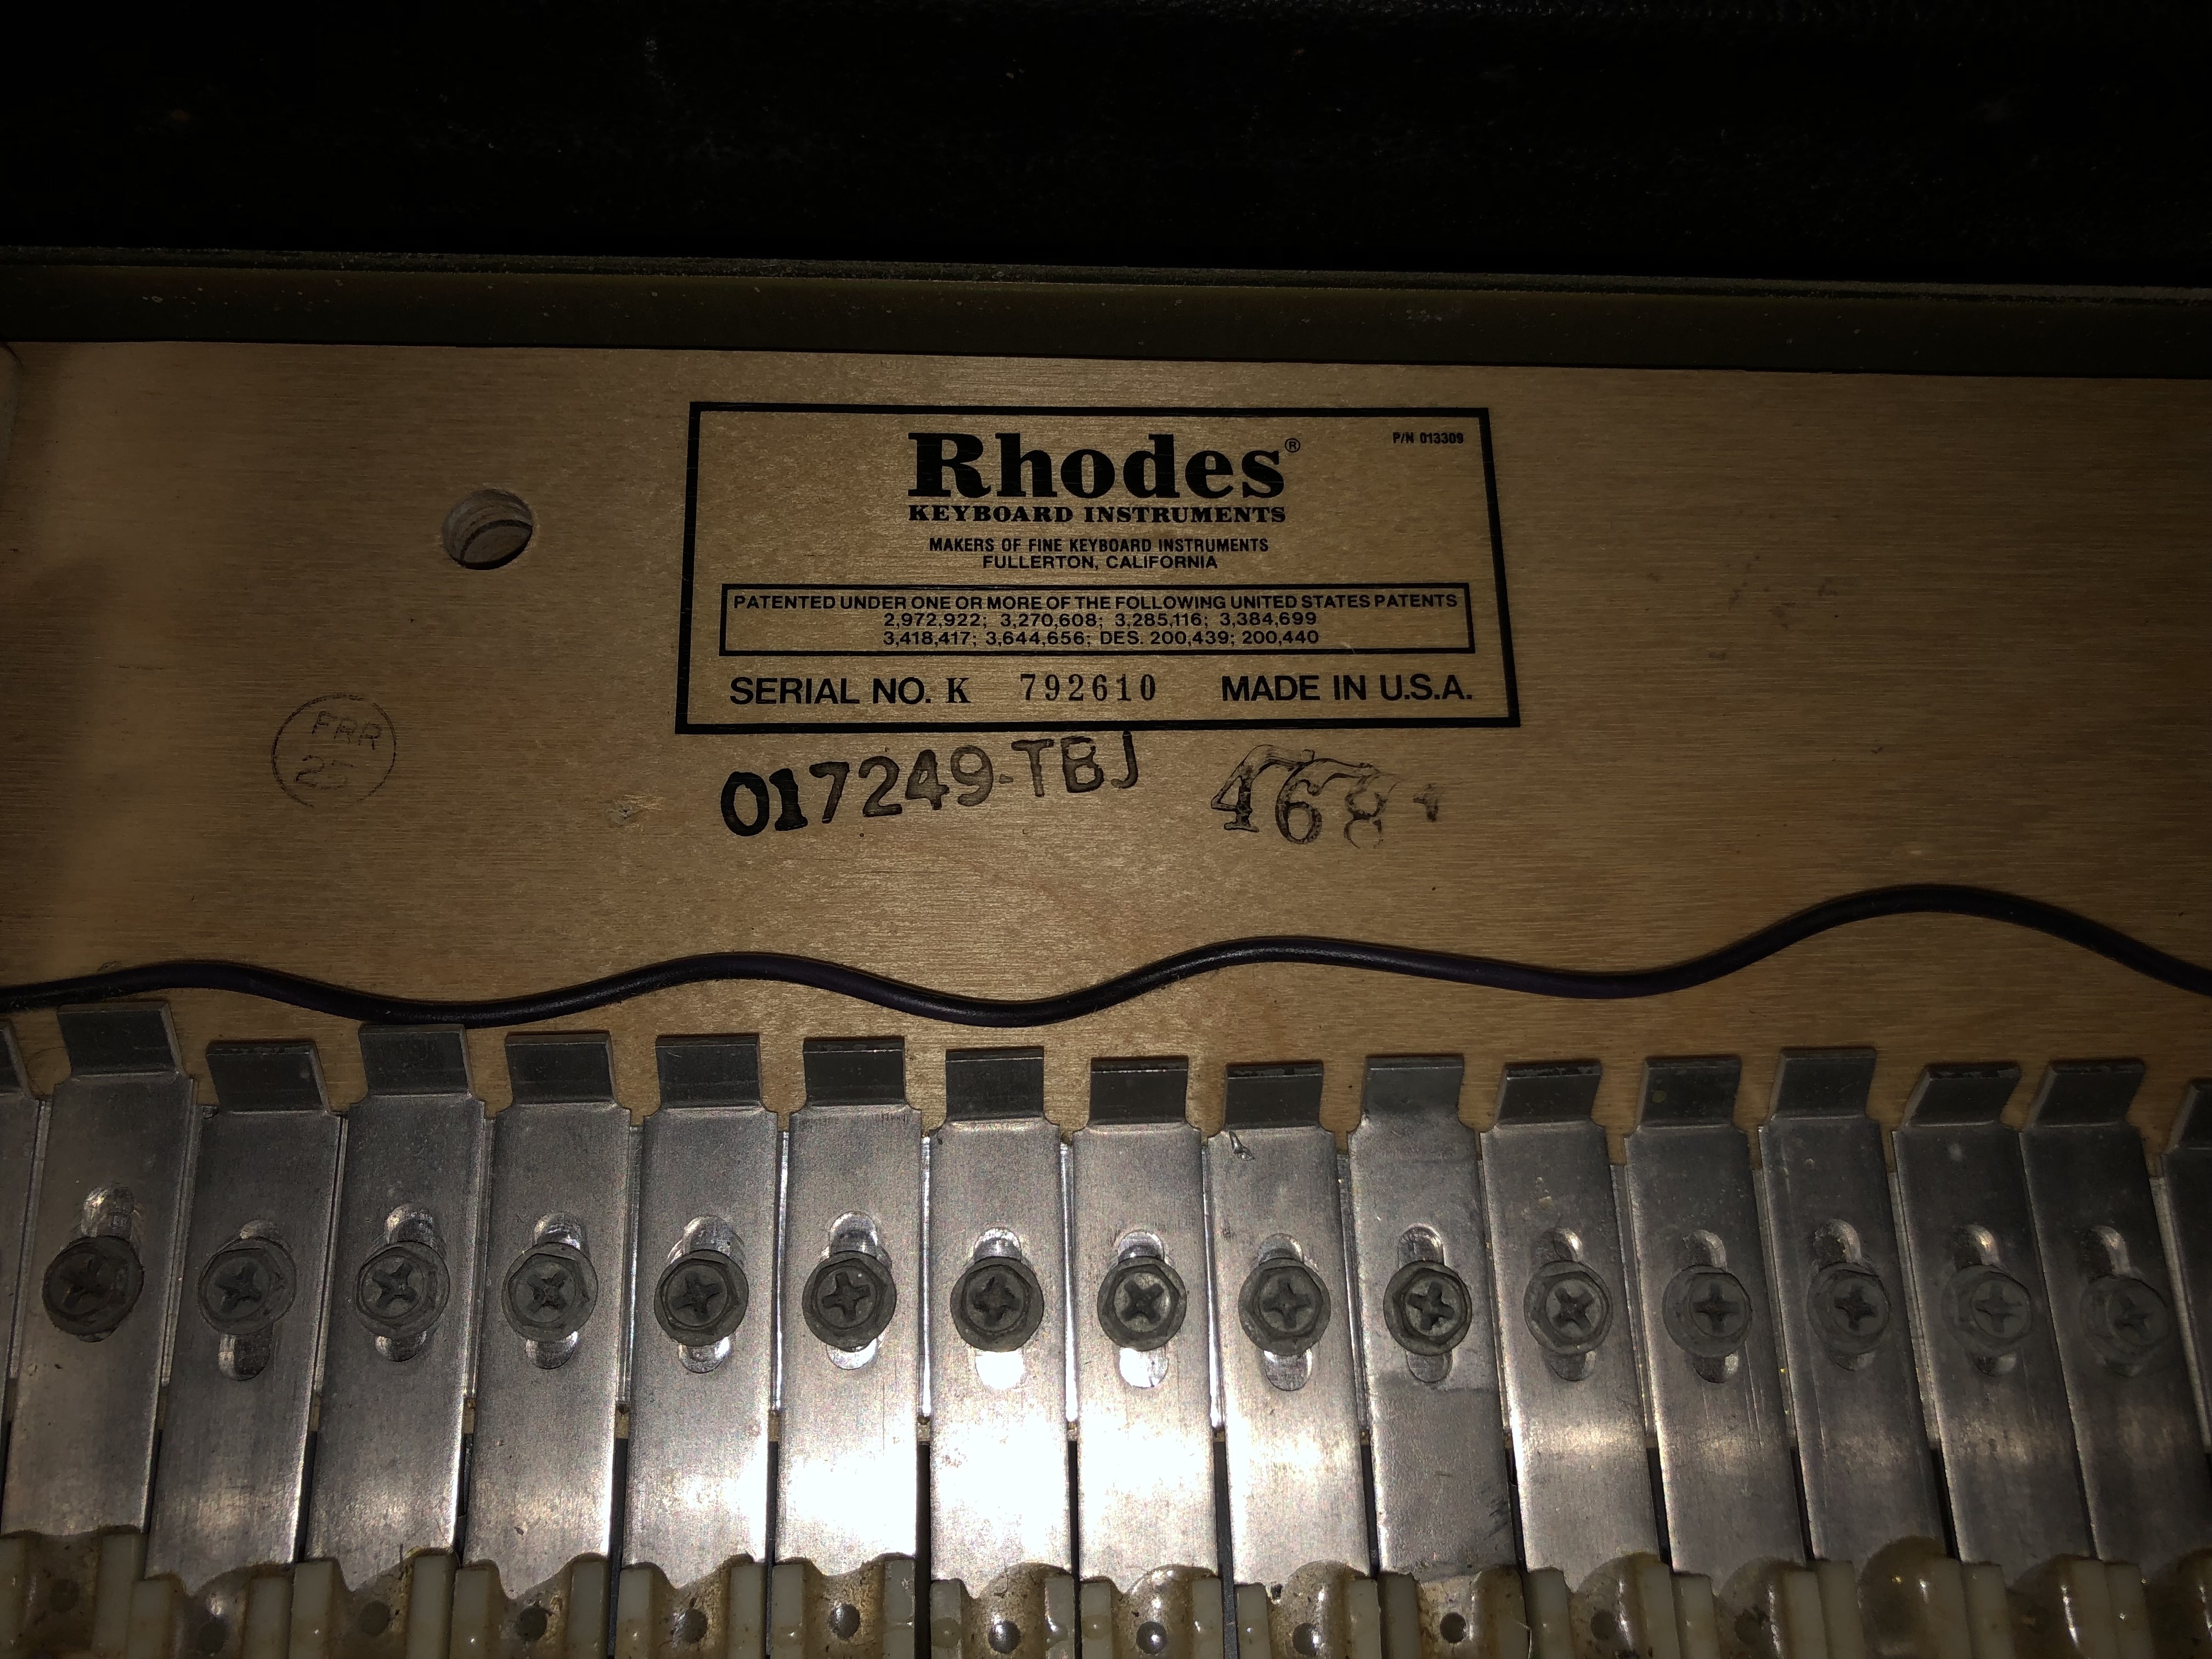 Rhodes®
P/N 013309
KEYBOARD INSTRUMENTS
MAKERS OF FINE KEYBOARD INSTRUMENTS
FULLERTON, CALIFORNIA
PATENTED UNDER ONE OR MORE OF THE FOLLOWING UNITED STATES PATENTS
2,972,922; 3,270,608; 3,285,116; 3,384,699
3,418,417; 3,644,656; DES. 200,439; 200,440
SERIAL NO. K 792610 MADE IN U.S.A.
FRR
25
017249-TBJ